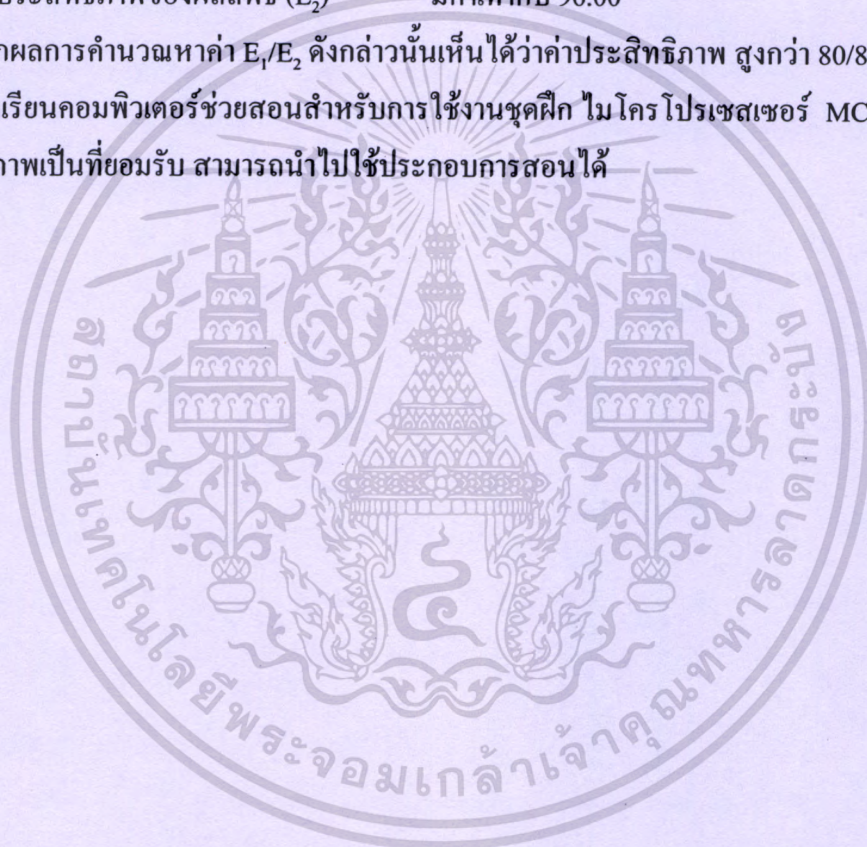 ประสิทธิภาพของผลลัพธ์ (E₂) มีค่าเท่ากับ 90.00
กผลการคำนวณหาค่า E₁/E₂ ดังกล่าวนั้นเห็นได้ว่าค่าประสิทธิภาพ สูงกว่า 80/8
เรียนคอมพิวเตอร์ช่วยสอนสำหรับการใช้งานชุดฝึก ไมโครโปรเซสเซอร์ MC
ภาพเป็นที่ยอมรับ สามารถนำไปใช้ประกอบการสอนได้
สถาบันเทคโนโลยีพระจอมเกล้าเจ้าคุณทหารลาดกระบัง